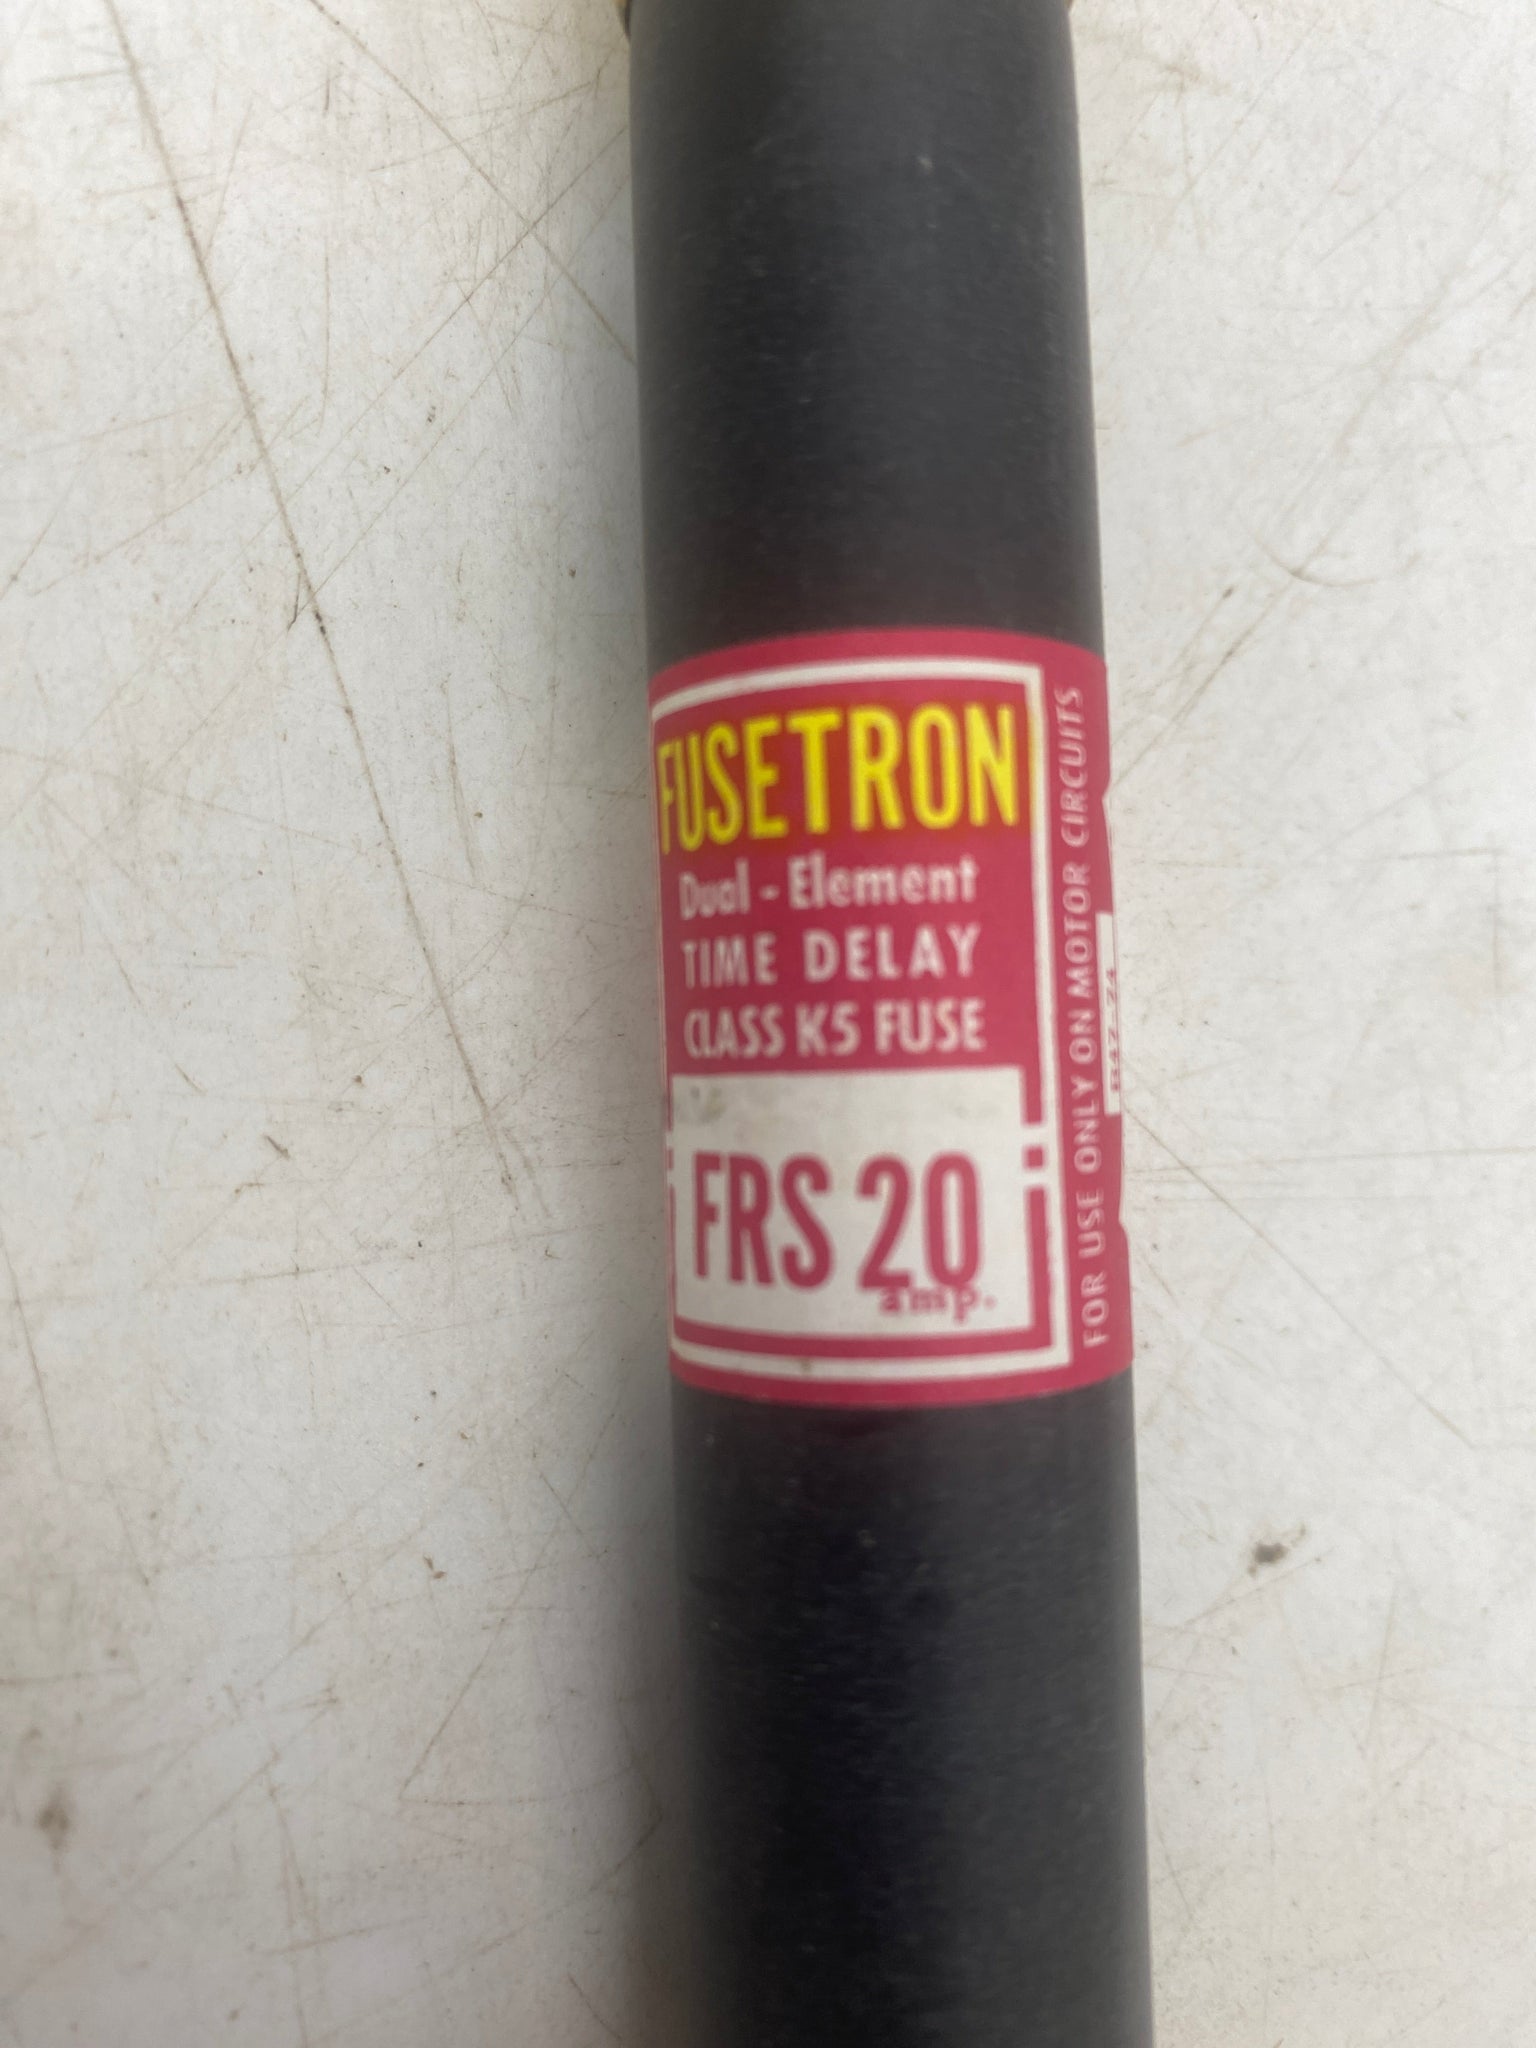 FUSETRON
Dual - Element
TIME DELAY
CLASS K5 FUSE
FRS 20
amp.
FOR USE ONLY ON MOTOR CIRCUITS